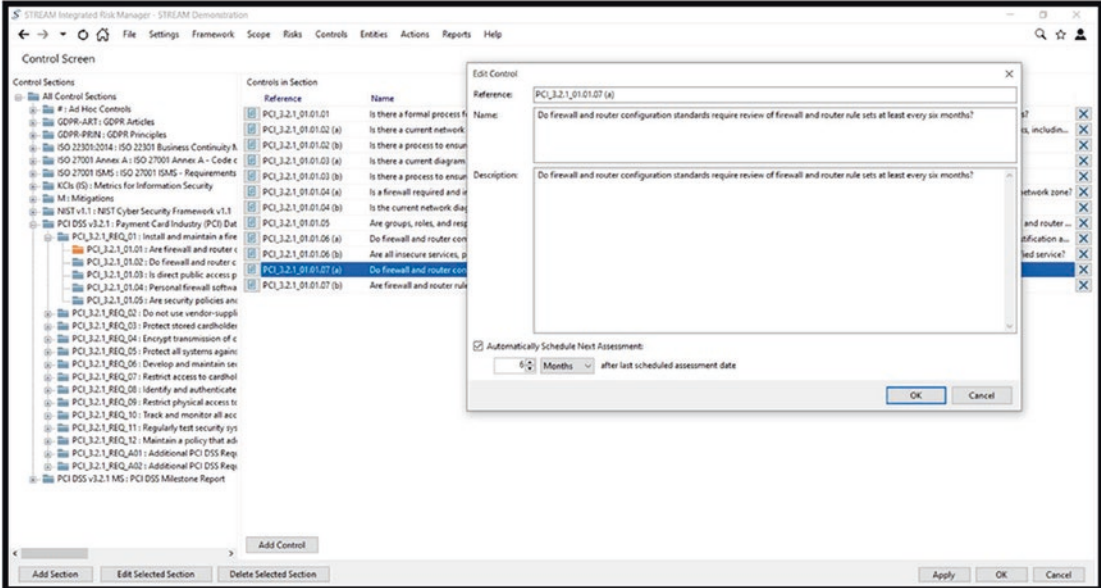 STREAM Integrated Risk Manager - STREAM Demonstration
File Settings Framework Scope Risks Controls Entities Actions Reports Help
Control Screen
Control Sections
All Control Sections
# : Ad Hoc Controls
GDPR-ART : GDPR Articles
GDPR-PRIN : GDPR Principles
ISO 22301:2014 : ISO 22301 Business Continuity M
ISO 27001 Annex A : ISO 27001 Annex A - Code c
ISO 27001 ISMS : ISO 27001 ISMS - Requirements
KCIs (IS) : Metrics for Information Security
M : Mitigations
NIST v1.1 : NIST Cyber Security Framework v1.1
PCI DSS v3.2.1 : Payment Card Industry (PCI) Dat
PCI_3.2.1_REQ_01 : Install and maintain a fire
PCI_3.2.1_01.01 : Are firewall and router c
PCI_3.2.1_01.02 : Do firewall and router c
PCI_3.2.1_01.03 : Is direct public access p
PCI_3.2.1_01.04 : Personal firewall softwa
PCI_3.2.1_01.05 : Are security policies and
PCI_3.2.1_REQ_02 : Do not use vendor-suppli
PCI_3.2.1_REQ_03 : Protect stored cardholder
PCI_3.2.1_REQ_04 : Encrypt transmission of c
PCI_3.2.1_REQ_05 : Protect all systems agains
PCI_3.2.1_REQ_06 : Develop and maintain sec
PCI_3.2.1_REQ_07 : Restrict access to cardhol
PCI_3.2.1_REQ_08 : Identify and authenticate
PCI_3.2.1_REQ_09 : Restrict physical access to
PCI_3.2.1_REQ_10 : Track and monitor all acc
PCI_3.2.1_REQ_11 : Regularly test security sys
PCI_3.2.1_REQ_12 : Maintain a policy that ad
PCI_3.2.1_REQ_A01 : Additional PCI DSS Requ
PCI_3.2.1_REQ_A02 : Additional PCI DSS Requ
PCI DSS v3.2.1 MS : PCI DSS Milestone Report
Controls in Section
Reference Name
PCI_3.2.1_01.01.01 Is there a formal process f s?
PCI_3.2.1_01.01.02 (a) Is there a current network s, includin...
PCI_3.2.1_01.01.02 (b) Is there a process to ensur
PCI_3.2.1_01.01.03 (a) Is there a current diagram
PCI_3.2.1_01.01.03 (b) Is there a process to ensur
PCI_3.2.1_01.01.04 (a) Is a firewall required and i network zone?
PCI_3.2.1_01.01.04 (b) Is the current network diag
PCI_3.2.1_01.01.05 Are groups, roles, and resp and router ...
PCI_3.2.1_01.01.06 (a) Do firewall and router con stification a...
PCI_3.2.1_01.01.06 (b) Are all insecure services, p ied service?
PCI_3.2.1_01.01.07 (a) Do firewall and router con
PCI_3.2.1_01.01.07 (b) Are firewall and router rule
Edit Control
Reference: PCI_3.2.1_01.01.07 (a)
Name: Do firewall and router configuration standards require review of firewall and router rule sets at least every six months?
Description: Do firewall and router configuration standards require review of firewall and router rule sets at least every six months?
Automatically Schedule Next Assessment:
6 Months after last scheduled assessment date
OK Cancel
Add Control
Add Section Edit Selected Section Delete Selected Section Apply OK Cancel